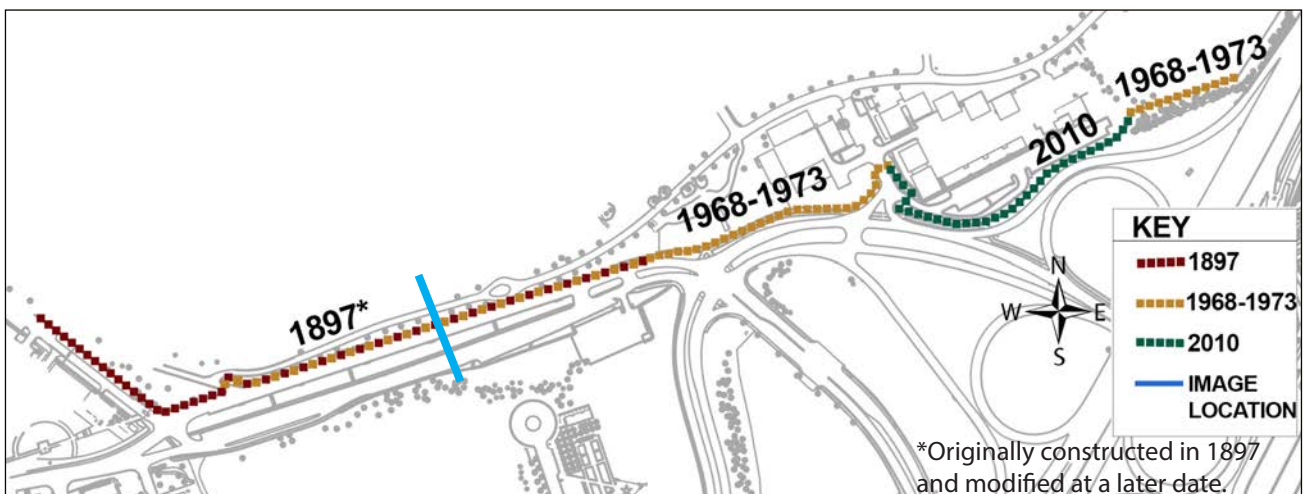 1968-1973
2010
1968-1973
1897*
KEY
1897
1968-1973
2010
IMAGE
LOCATION
N
W
E
S
*Originally constructed in 1897
and modified at a later date.